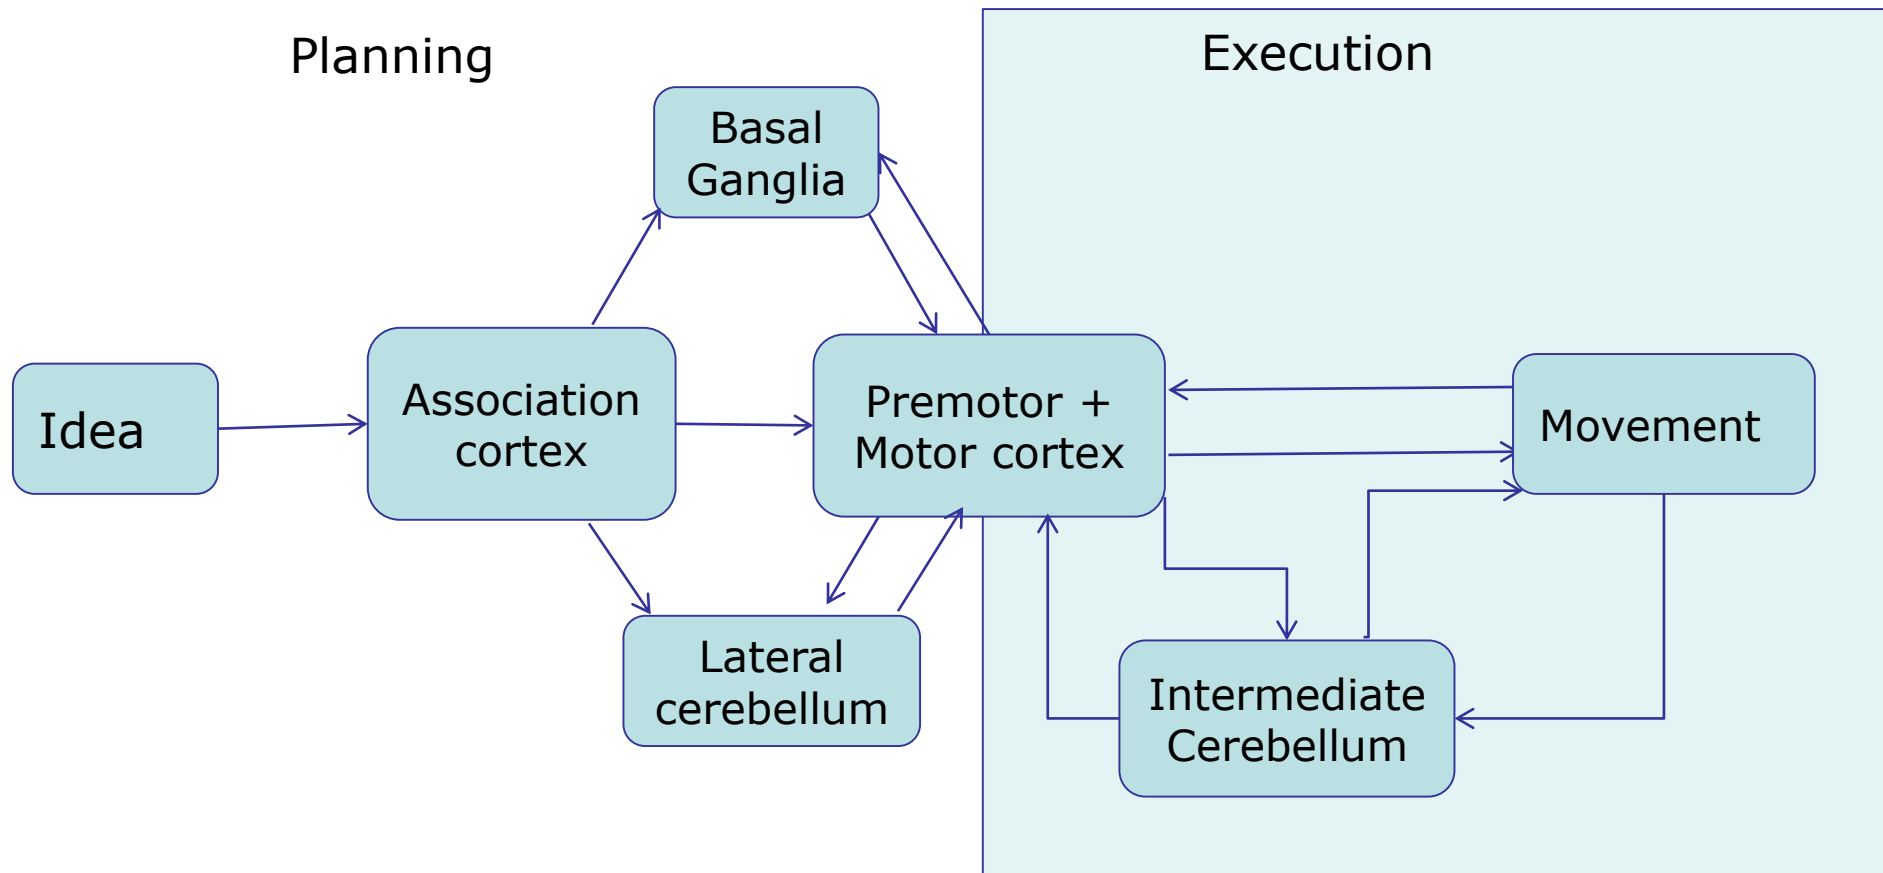 Planning
Execution
Basal
Ganglia
Idea
Association
cortex
Premotor +
Motor cortex
Movement
Lateral
cerebellum
Intermediate
Cerebellum